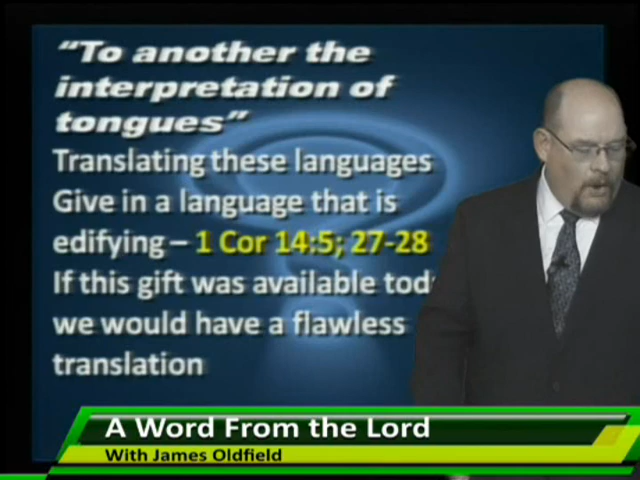 "To another the
interpretation of
tongues"
Translating these languages
Give in a language that is
edifying – 1 Cor 14:5; 27-28
If this gift was available tod
we would have a flawless
translation
A Word From the Lord
With James Oldfield